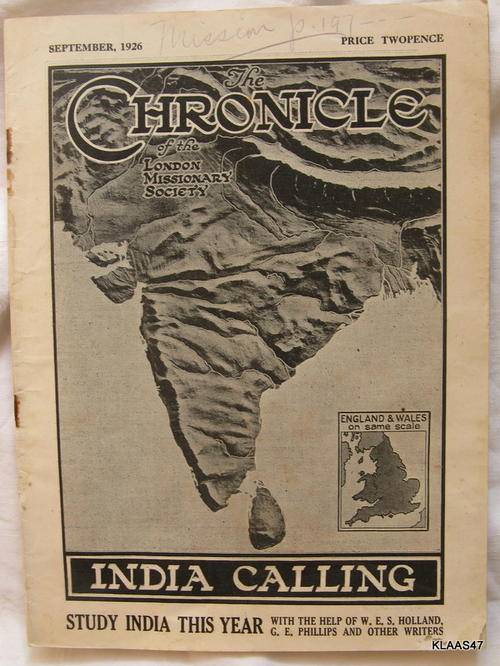 Mission p. 197
SEPTEMBER, 1926
PRICE TWOPENCE
The
CHRONICLE
of the
LONDON
MISSIONARY
SOCIETY
ENGLAND & WALES
on same scale
INDIA CALLING
STUDY INDIA THIS YEAR
WITH THE HELP OF W. E. S. HOLLAND,
G. E. PHILLIPS AND OTHER WRITERS
KLAAS47